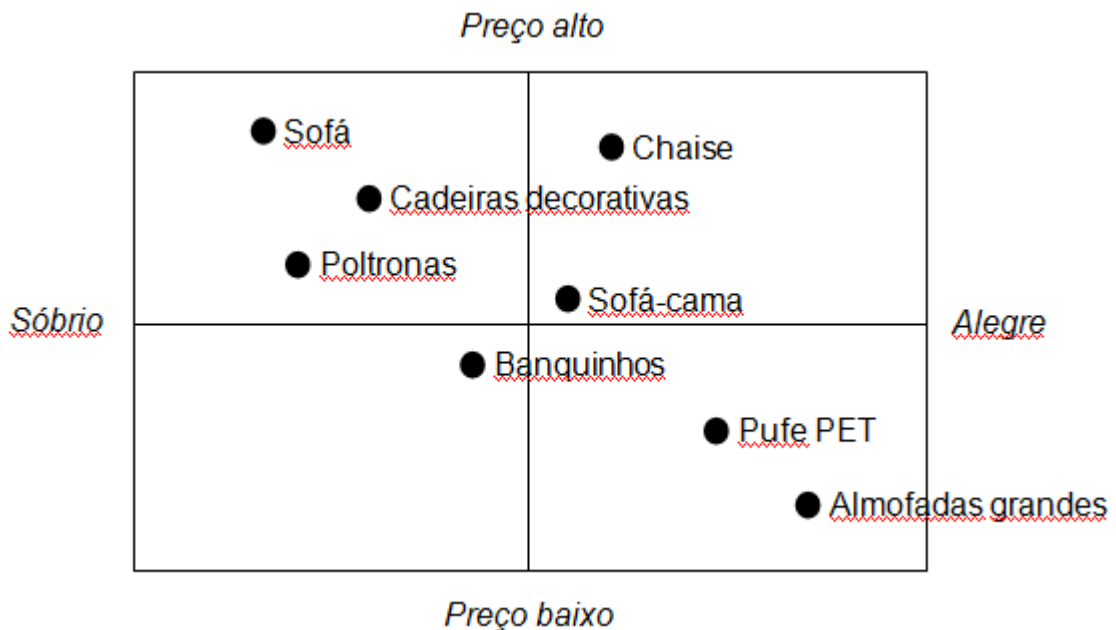 Preço alto
Sofá
Chaise
Cadeiras decorativas
Poltronas
Sofá-cama
Sóbrio
Alegre
Banquinhos
Pufe PET
Almofadas grandes
Preço baixo